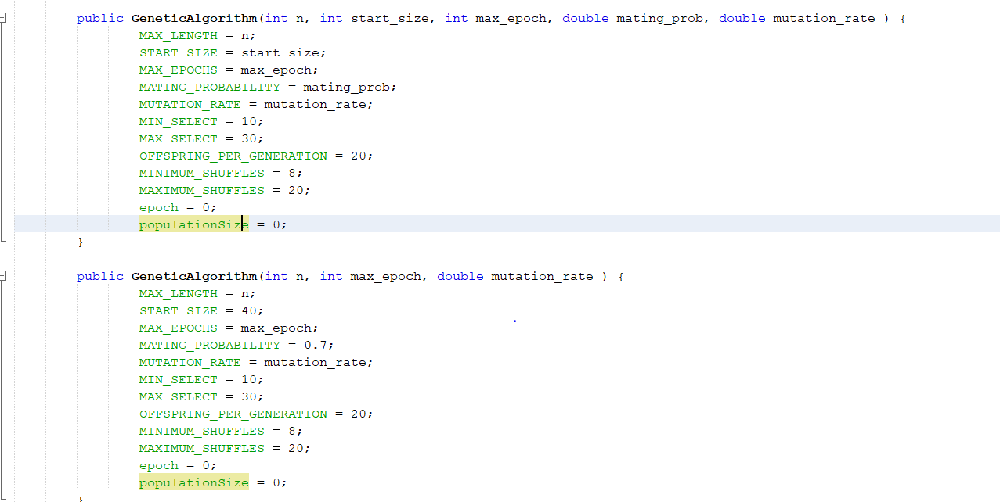 public GeneticAlgorithm(int n, int start_size, int max_epoch, double mating_prob, double mutation_rate ) {
MAX_LENGTH = n;
START_SIZE = start_size;
MAX_EPOCHS = max_epoch;
MATING_PROBABILITY = mating_prob;
MUTATION_RATE = mutation_rate;
MIN_SELECT = 10;
MAX_SELECT = 30;
OFFSPRING_PER_GENERATION = 20;
MINIMUM_SHUFFLES = 8;
MAXIMUM_SHUFFLES = 20;
epoch = 0;
populationSize = 0;
}
public GeneticAlgorithm(int n, int max_epoch, double mutation_rate ) {
MAX_LENGTH = n;
START_SIZE = 40;
MAX_EPOCHS = max_epoch;
MATING_PROBABILITY = 0.7;
MUTATION_RATE = mutation_rate;
MIN_SELECT = 10;
MAX_SELECT = 30;
OFFSPRING_PER_GENERATION = 20;
MINIMUM_SHUFFLES = 8;
MAXIMUM_SHUFFLES = 20;
epoch = 0;
populationSize = 0;
}